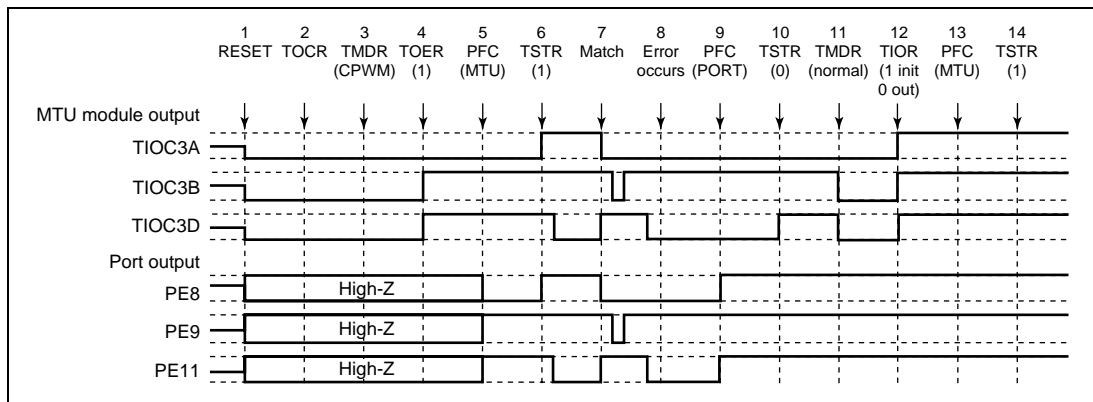 1 2 3 4 5 6 7 8 9 10 11 12 13 14
RESET TOCR TMDR TOER PFC TSTR Match Error PFC TSTR TMDR TIOR PFC TSTR
(CPWM) (1) (MTU) (1) occurs (PORT) (0) (normal) (1 init (MTU) (1)
0 out)
MTU module output
TIOC3A
TIOC3B
TIOC3D
Port output
PE8 High-Z
PE9 High-Z
PE11 High-Z